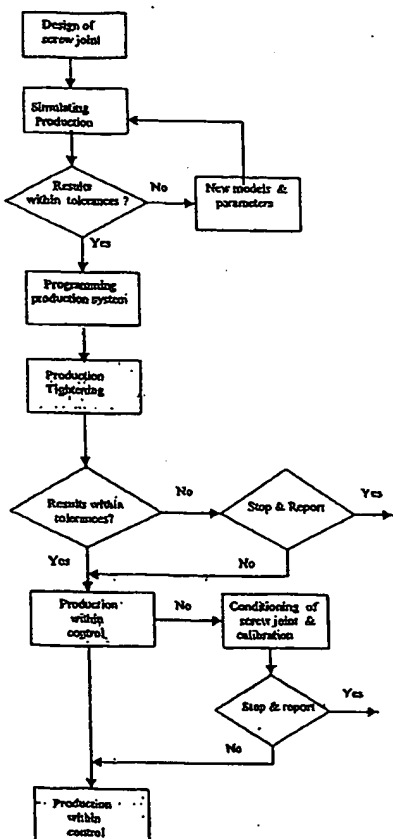 Design of
screw joint
Simulating
Production
Results
within tolerances ?
No
New models &
parameters
Yes
Programming
production system
Production
Tightening
Results within
tolerances?
No
Stop & Report
Yes
No
Yes
Production
within
control
No
Conditioning of
screw joint &
calibration
Stop & report
Yes
No
Production
within
control